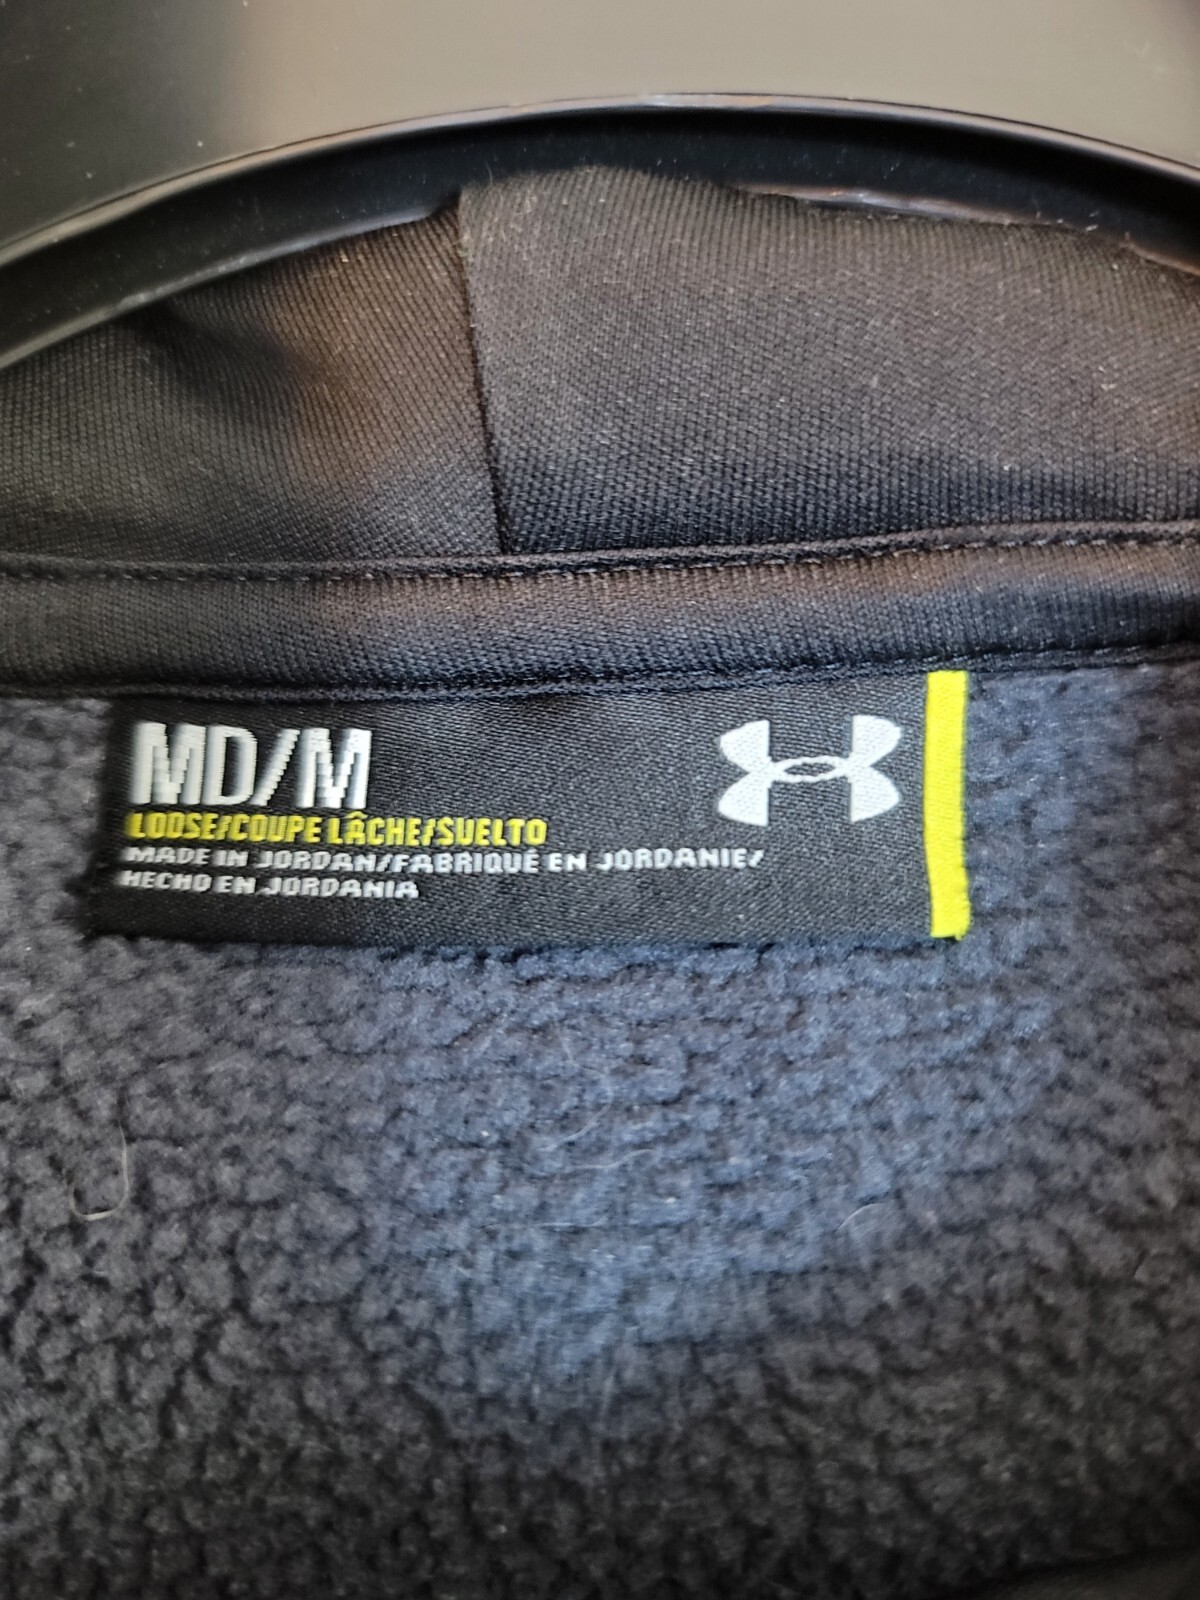 MD/M
LOOSE/COUPE LÂCHE/SUELTO
MADE IN JORDAN/FABRIQUÉ EN JORDANIE/
HECHO EN JORDANIA